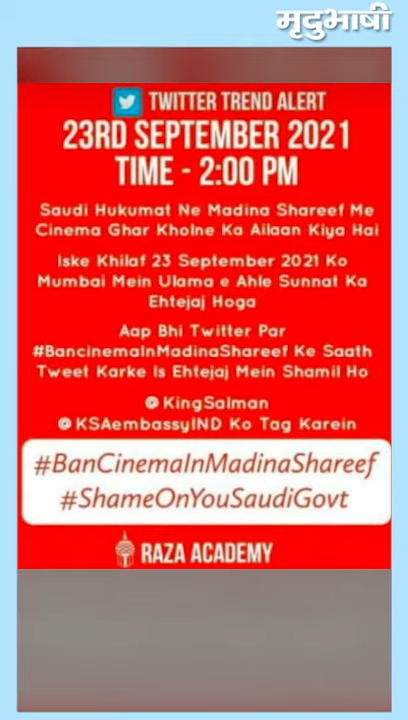 मृदुभाषी
TWITTER TREND ALERT
23RD SEPTEMBER 2021
TIME - 2:00 PM
Saudi Hukumat Ne Madina Shareef Me
Cinema Ghar Kholne Ka Ailaan Kiya Hai
Iske Khilaf 23 September 2021 Ko
Mumbai Mein Ulama e Ahle Sunnat Ka
Ehtejaj Hoga
Aap Bhi Twitter Par
#BancinemaInMadinaShareef Ke Saath
Tweet Karke Is Ehtejaj Mein Shamil Ho
@KingSalman
@KSAembassyIND Ko Tag Karein
#BanCinemaInMadinaShareef
#ShameOnYouSaudiGovt
RAZA ACADEMY